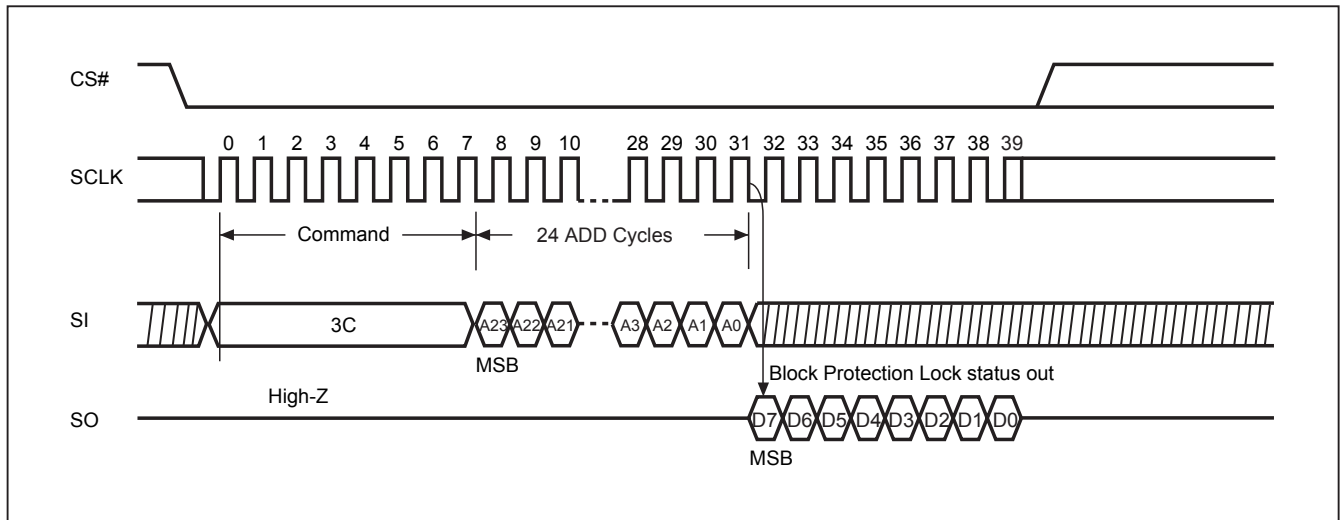 CS#
0 1 2 3 4 5 6 7 8 9 10 28 29 30 31 32 33 34 35 36 37 38 39
SCLK
Command 24 ADD Cycles
SI 3C A23 A22 A21 A3 A2 A1 A0
MSB
Block Protection Lock status out
High-Z
SO D7 D6 D5 D4 D3 D2 D1 D0
MSB